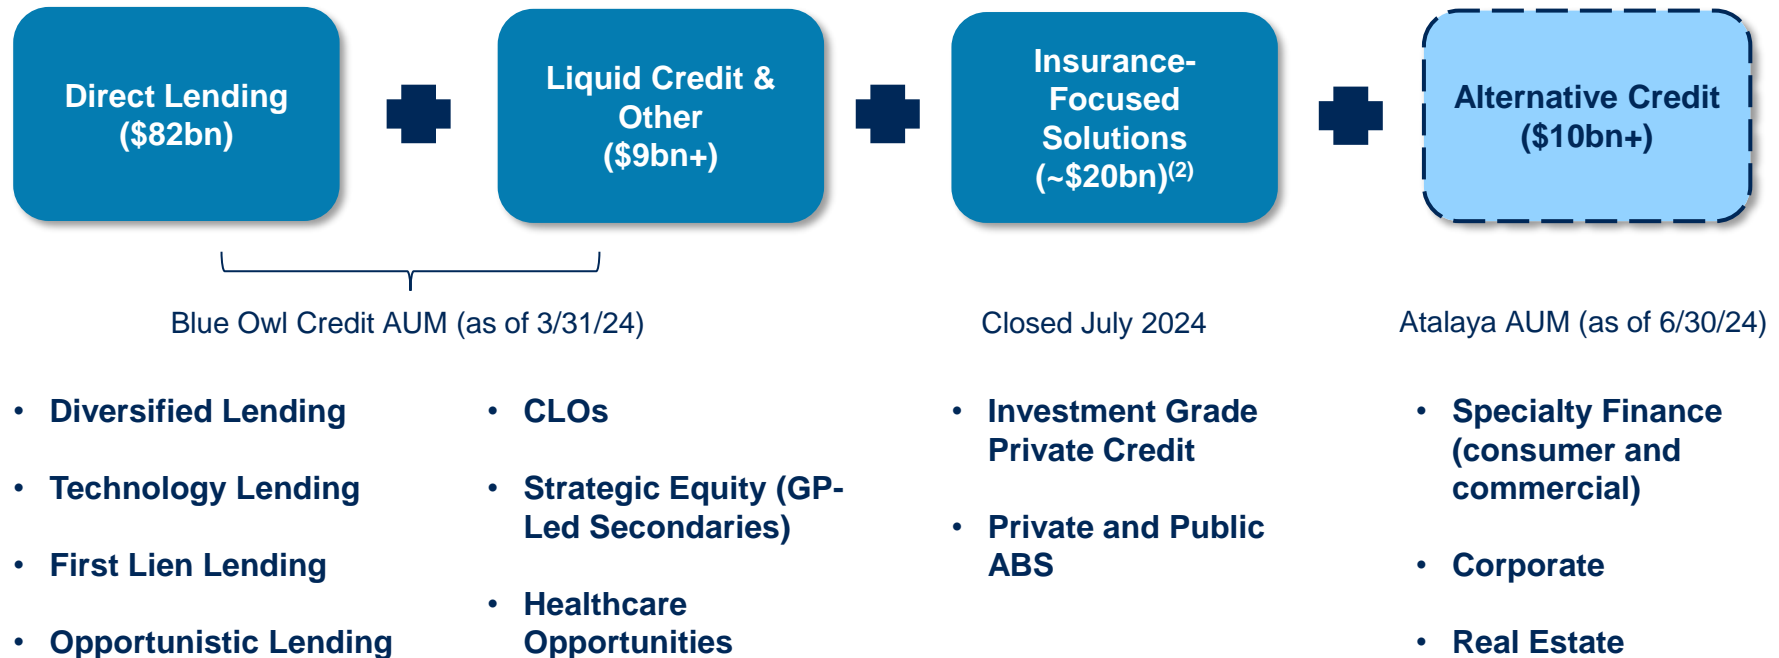 Direct Lending
($82bn)
Liquid Credit &
Other
($9bn+)
Insurance-
Focused
Solutions
(~$20bn)(2)
Alternative Credit
($10bn+)
Blue Owl Credit AUM (as of 3/31/24)
Closed July 2024
Atalaya AUM (as of 6/30/24)
• Diversified Lending
• Technology Lending
• First Lien Lending
• Opportunistic Lending
• CLOs
• Strategic Equity (GP-
Led Secondaries)
• Healthcare
Opportunities
• Investment Grade
Private Credit
• Private and Public
ABS
• Specialty Finance
(consumer and
commercial)
• Corporate
• Real Estate